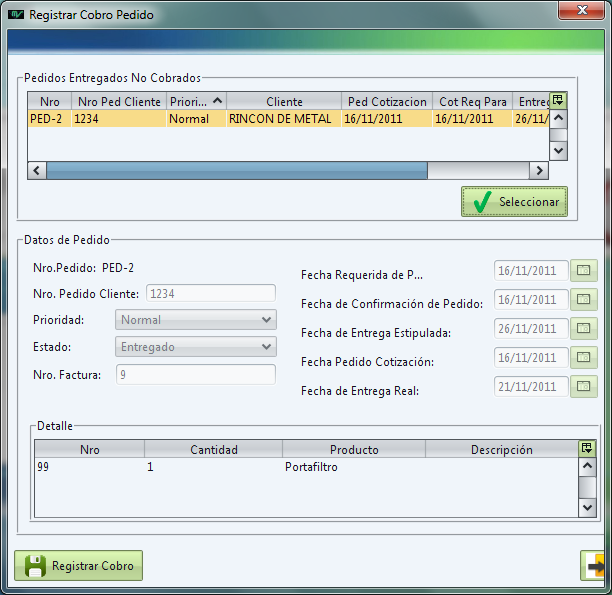 Registrar Cobro Pedido
Pedidos Entregados No Cobrados
Nro Nro Ped Cliente Priori... Cliente Ped Cotizacion Cot Req Para Entreg
PED-2 1234 Normal RINCON DE METAL 16/11/2011 16/11/2011 26/11/
Seleccionar
Datos de Pedido
Nro.Pedido: PED-2
Nro. Pedido Cliente: 1234
Prioridad: Normal
Estado: Entregado
Nro. Factura: 9
Fecha Requerida de P... 16/11/2011
Fecha de Confirmación de Pedido: 16/11/2011
Fecha de Entrega Estipulada: 26/11/2011
Fecha Pedido Cotización: 16/11/2011
Fecha de Entrega Real: 21/11/2011
Detalle
Nro Cantidad Producto Descripción
99 1 Portafiltro
Registrar Cobro